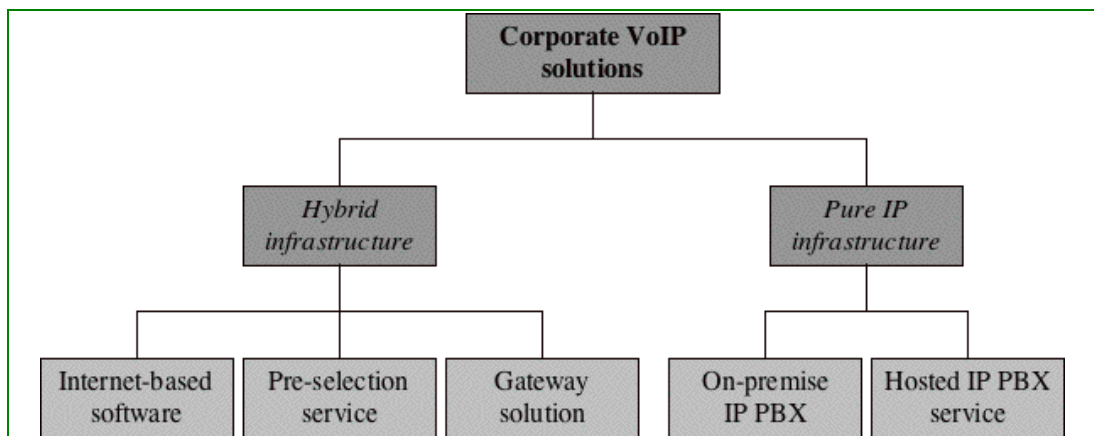 Corporate VoIP
solutions
Hybrid
infrastructure
Pure IP
infrastructure
Internet-based
software
Pre-selection
service
Gateway
solution
On-premise
IP PBX
Hosted IP PBX
service